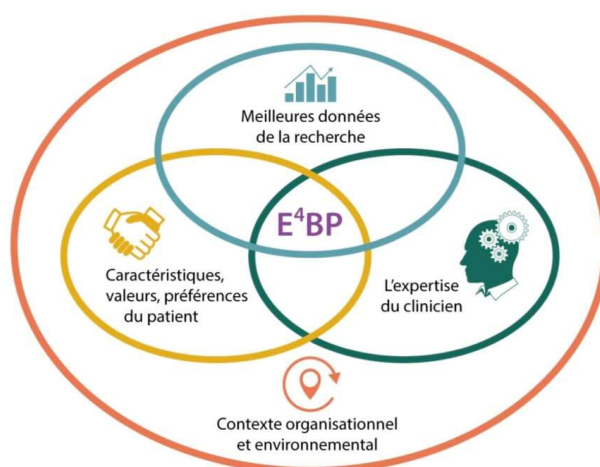 Meilleures données
de la recherche
E⁴BP
Caractéristiques,
valeurs, préférences
du patient
L'expertise
du clinicien
Contexte organisationnel
et environnemental